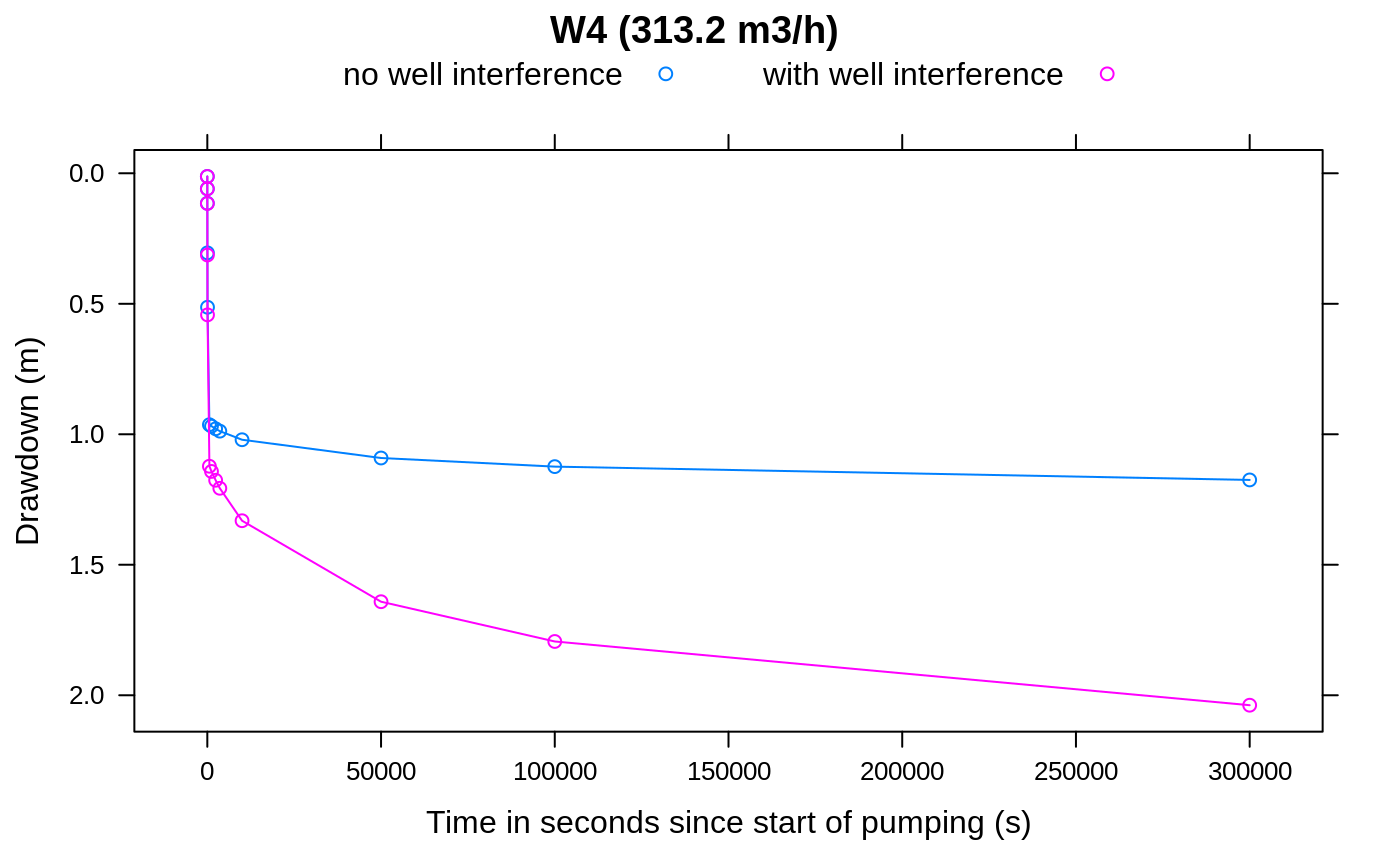 W4 (313.2 m3/h)
no well interference with well interference
0.0
0.5
1.0
1.5
2.0
Drawdown (m)
0 50000 100000 150000 200000 250000 300000
Time in seconds since start of pumping (s)